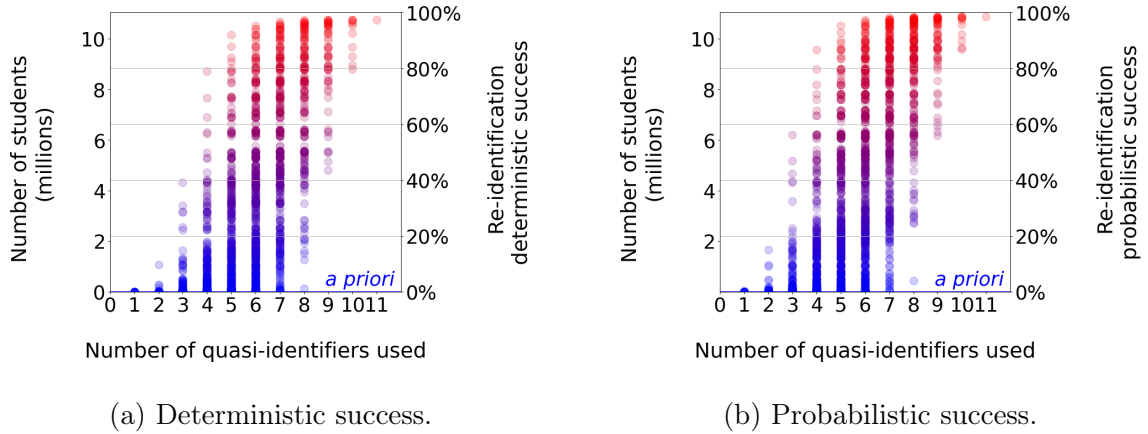 Number of students
(millions)
10
8
6
4
2
0
0 1 2 3 4 5 6 7 8 9 1011
Number of quasi-identifiers used
100%
80%
60%
40%
20%
0%
Re-identification
deterministic success
a priori
(a) Deterministic success.
Number of students
(millions)
10
8
6
4
2
0 1 2 3 4 5 6 7 8 9 1011
Number of quasi-identifiers used
100%
80%
60%
40%
20%
0%
Re-identification
probabilistic success
a priori
(b) Probabilistic success.